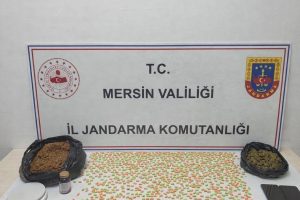 T.C.
MERSİN VALİLİĞİ
İL JANDARMA KOMUTANLIĞI